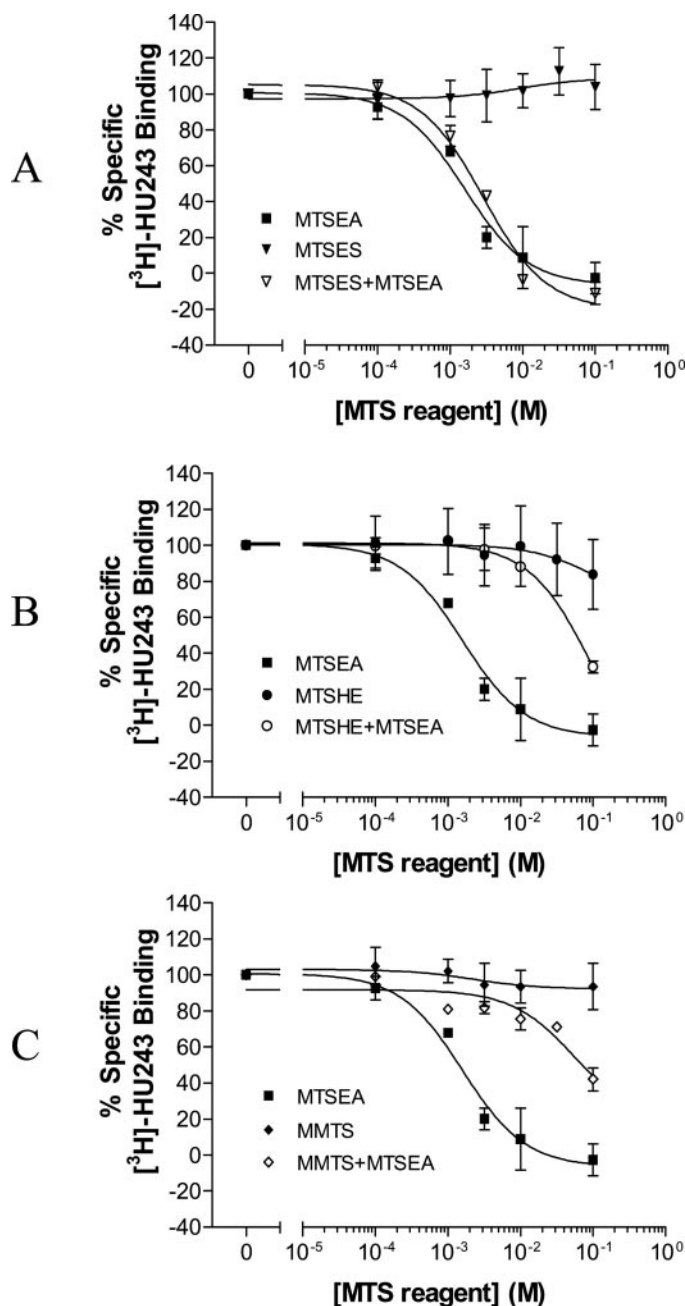 A
% Specific
[³H]-HU243 Binding
140
120
100
80
60
40
20
0
-20
-40
MTSEA
MTSES
MTSES+MTSEA
0 10⁻⁵ 10⁻⁴ 10⁻³ 10⁻² 10⁻¹ 10⁰
[MTS reagent] (M)
B
% Specific
[³H]-HU243 Binding
140
120
100
80
60
40
20
0
-20
-40
MTSEA
MTSHE
MTSHE+MTSEA
0 10⁻⁵ 10⁻⁴ 10⁻³ 10⁻² 10⁻¹ 10⁰
[MTS reagent] (M)
C
% Specific
[³H]-HU243 Binding
140
120
100
80
60
40
20
0
-20
-40
MTSEA
MMTS
MMTS+MTSEA
0 10⁻⁵ 10⁻⁴ 10⁻³ 10⁻² 10⁻¹ 10⁰
[MTS reagent] (M)